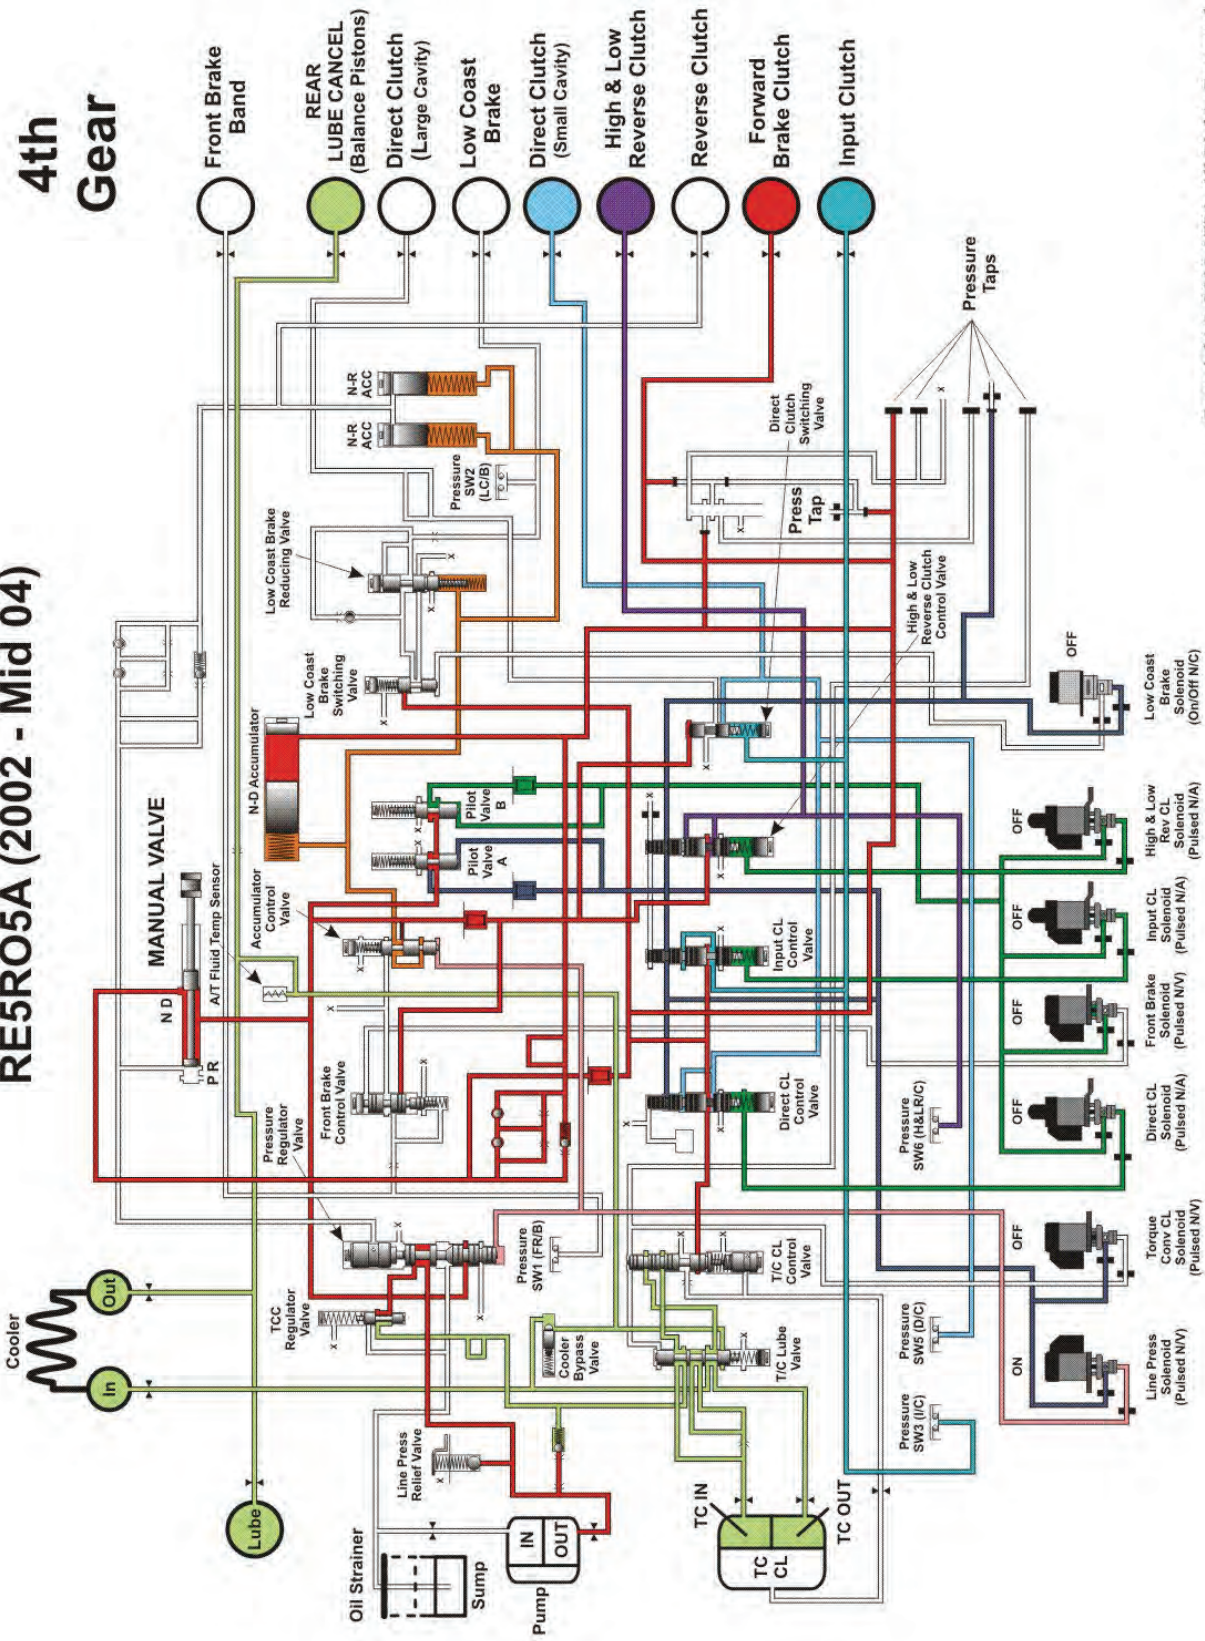 4th
Gear
RE5RO5A (2002 - Mid 04)
Front Brake
Band
REAR
LUBE CANCEL
(Balance Pistons)
Direct Clutch
(Large Cavity)
Low Coast
Brake
Direct Clutch
(Small Cavity)
High & Low
Reverse Clutch
Reverse Clutch
Forward
Brake Clutch
Input Clutch
Pressure
Taps
N-R
ACC
N-R
ACC
Pressure
SW2
(LC/B)
Direct
Clutch
Switching
Valve
Press
Tap
Low Coast Brake
Reducing Valve
High & Low
Reverse Clutch
Control Valve
Low Coast
Brake
Switching
Valve
OFF
Low Coast
Brake
Solenoid
(On/Off N/C)
N-D Accumulator
MANUAL VALVE
N D
P R
A/T Fluid Temp Sensor
Accumulator
Control
Valve
Pilot
Valve
B
Pilot
Valve
A
OFF
High & Low
Rev CL
Solenoid
(Pulsed N/A)
Input CL
Control
Valve
OFF
Input CL
Solenoid
(Pulsed N/A)
OFF
Front Brake
Solenoid
(Pulsed N/V)
Front Brake
Control Valve
Direct CL
Control
Valve
Pressure
SW6 (H&LR/C)
OFF
Direct CL
Solenoid
(Pulsed N/A)
Pressure
Regulator
Valve
Pressure
SW1 (FR/B)
T/C CL
Control
Valve
OFF
Torque
Conv CL
Solenoid
(Pulsed N/V)
Cooler
Out
In
TCC
Regulator
Valve
Cooler
Bypass
Valve
T/C Lube
Valve
Pressure
SW5 (D/C)
ON
Line Press
Solenoid
(Pulsed N/V)
Pressure
SW3 (I/C)
Line Press
Relief Valve
Lube
Oil Strainer
Sump
Pump
IN
OUT
TC IN
TC OUT
TC
CL